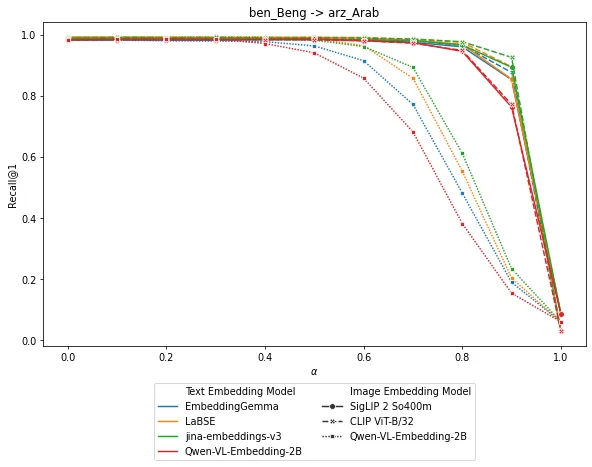 ben_Beng -> arz_Arab
Recall@1
1.0
0.8
0.6
0.4
0.2
0.0
0.0 0.2 0.4 0.6 0.8 1.0
α
Text Embedding Model
EmbeddingGemma
LaBSE
jina-embeddings-v3
Qwen-VL-Embedding-2B
Image Embedding Model
SigLIP 2 So400m
CLIP ViT-B/32
Qwen-VL-Embedding-2B